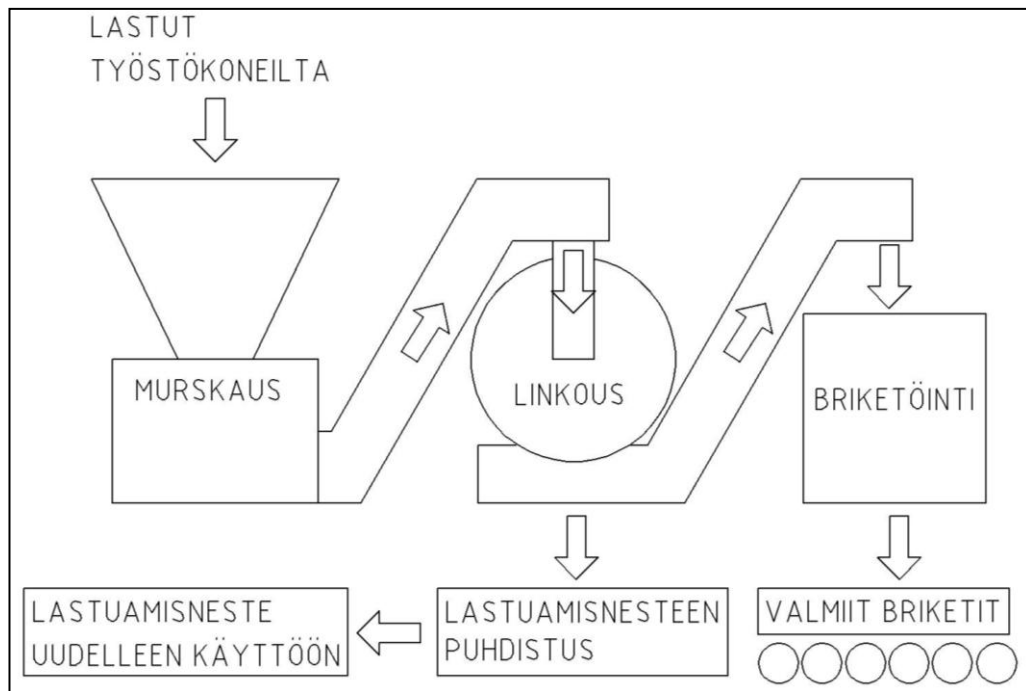 LASTUT
TYÖSTÖKONEILTA
MURSKAUS
LINKOUS
BRIKETÖINTI
LASTUAMISNESTE
UUDELLEEN KÄYTTÖÖN
LASTUAMISNESTEEN
PUHDISTUS
VALMIIT BRIKETIT